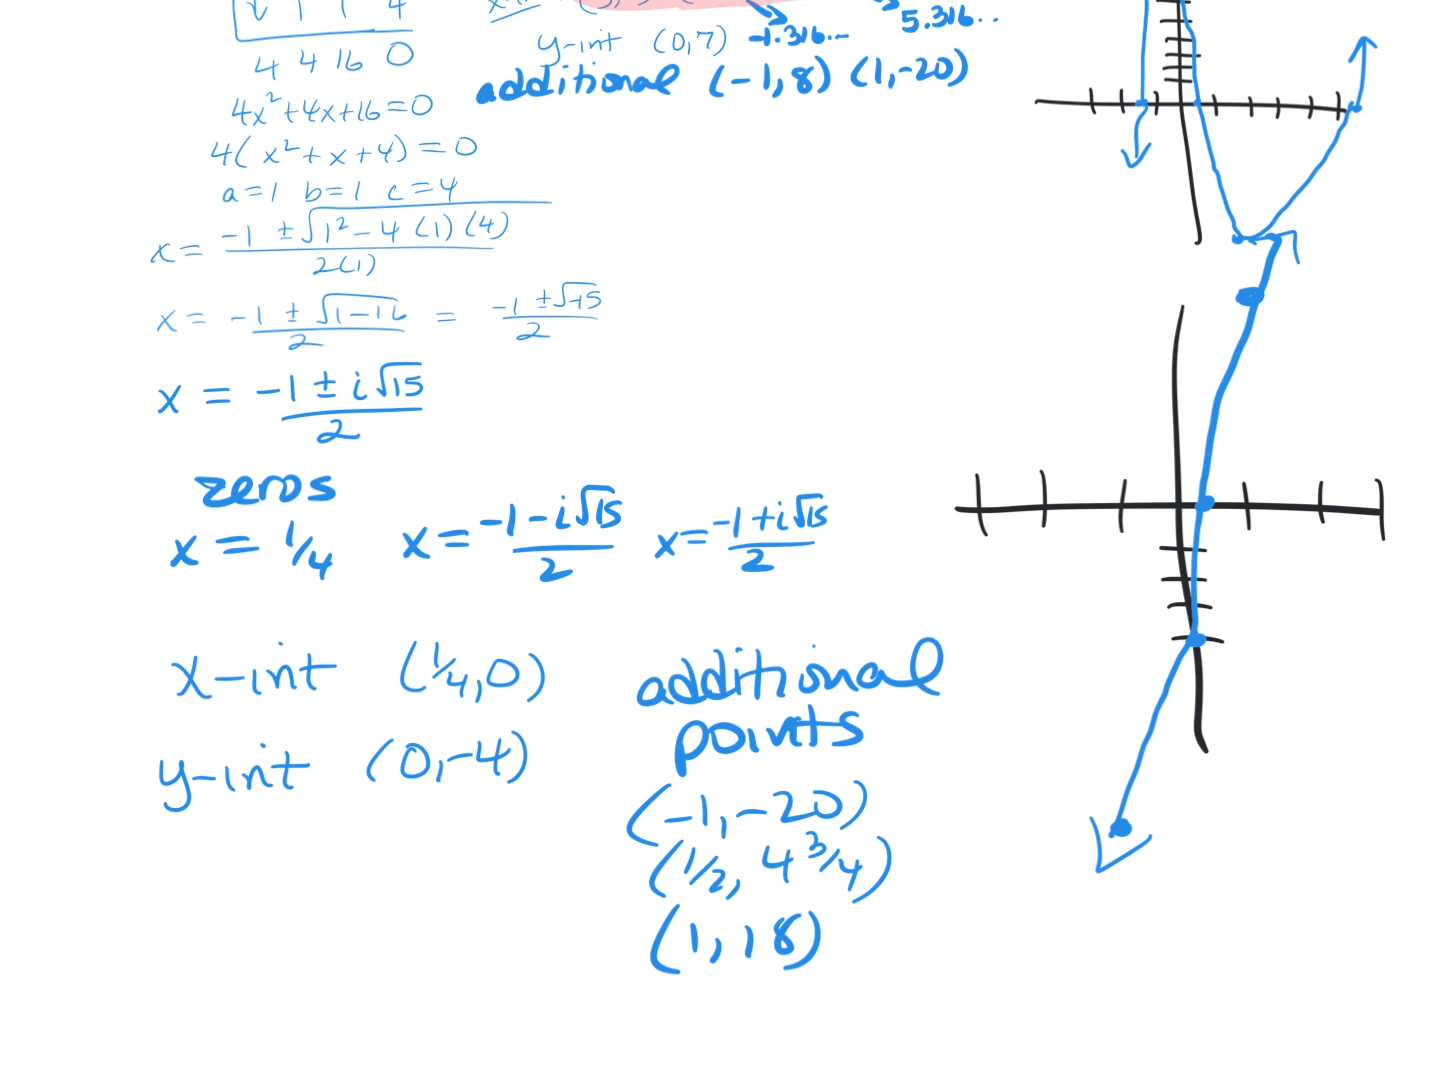 1 1 4
4 4 16 0
4x²+4x+16=0
4(x²+x+4)=0
a=1 b=1 c=4
x= -1 ±√1²-4(1)(4) / 2(1)
x= -1 ± √1-16 / 2 = -1 ±√-15 / 2
x = -1 ± i√15 / 2
zeros
x = 1/4 x = -1-i√15 / 2 x= -1+i√15 / 2
x-int (1/4,0)
y-int (0,-4)
5.316..
y-int (0,7) -1.316...
additional (-1,8) (1,-20)
additional
points
(-1,-20)
(1/2, 4 3/4)
(1, 18)